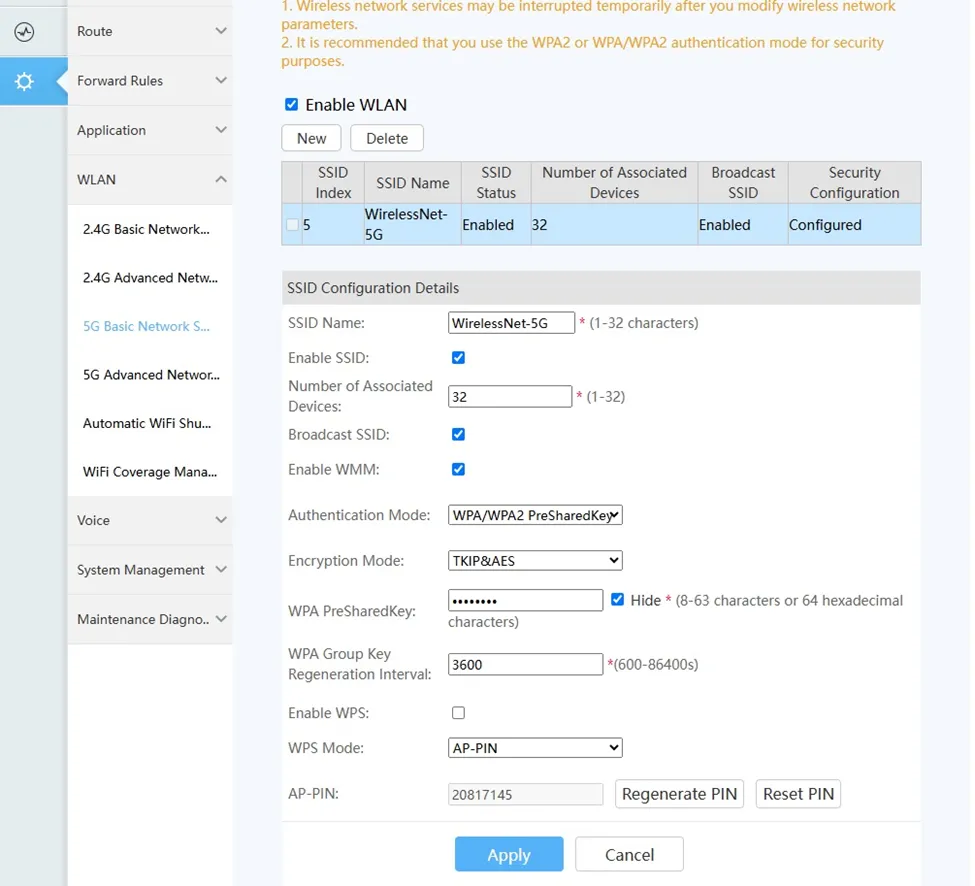 1. Wireless network services may be interrupted temporarily after you modify wireless network
parameters.
2. It is recommended that you use the WPA2 or WPA/WPA2 authentication mode for security
purposes.
Route
Forward Rules
Application
WLAN
2.4G Basic Network...
2.4G Advanced Netw...
5G Basic Network S...
5G Advanced Networ...
Automatic WiFi Shu...
WiFi Coverage Mana...
Voice
System Management
Maintenance Diagno..
Enable WLAN
New Delete
SSID Index SSID Name SSID Status Number of Associated Devices Broadcast SSID Security Configuration
5 WirelessNet-5G Enabled 32 Enabled Configured
SSID Configuration Details
SSID Name: WirelessNet-5G * (1-32 characters)
Enable SSID:
Number of Associated
Devices: 32 * (1-32)
Broadcast SSID:
Enable WMM:
Authentication Mode: WPA/WPA2 PreSharedKey
Encryption Mode: TKIP&AES
WPA PreSharedKey: •••••••• Hide * (8-63 characters or 64 hexadecimal
characters)
WPA Group Key
Regeneration Interval: 3600 *(600-86400s)
Enable WPS:
WPS Mode: AP-PIN
AP-PIN: 20817145 Regenerate PIN Reset PIN
Apply Cancel